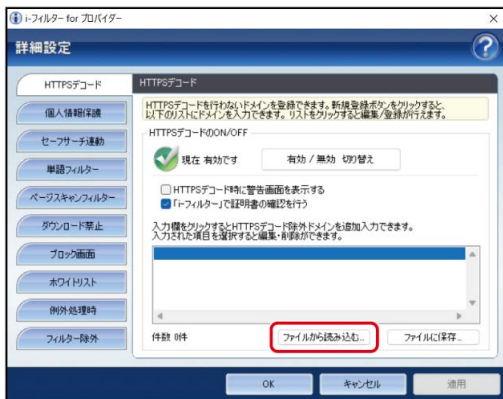 i-フィルター for プロバイダー
詳細設定
?
HTTPSデコード
個人情報保護
セーフサーチ連動
単語フィルター
ページスキャンフィルター
ダウンロード禁止
ブロック画面
ホワイトリスト
例外処理時
フィルター除外
HTTPSデコード
HTTPSデコードを行わないドメインを登録できます。新規登録ボタンをクリックすると、
以下のリストにドメインを入力できます。リストをクリックすると編集/登録が行えます。
HTTPSデコードのON/OFF
現在 有効です
有効 / 無効 切り替え
HTTPSデコード時に警告画面を表示する
「i-フィルター」で証明書の確認を行う
入力欄をクリックするとHTTPSデコード除外ドメインを追加入力できます。
入力された項目を選択すると編集・削除ができます。
件数 0件
ファイルから読み込む...
ファイルに保存...
OK
キャンセル
適用